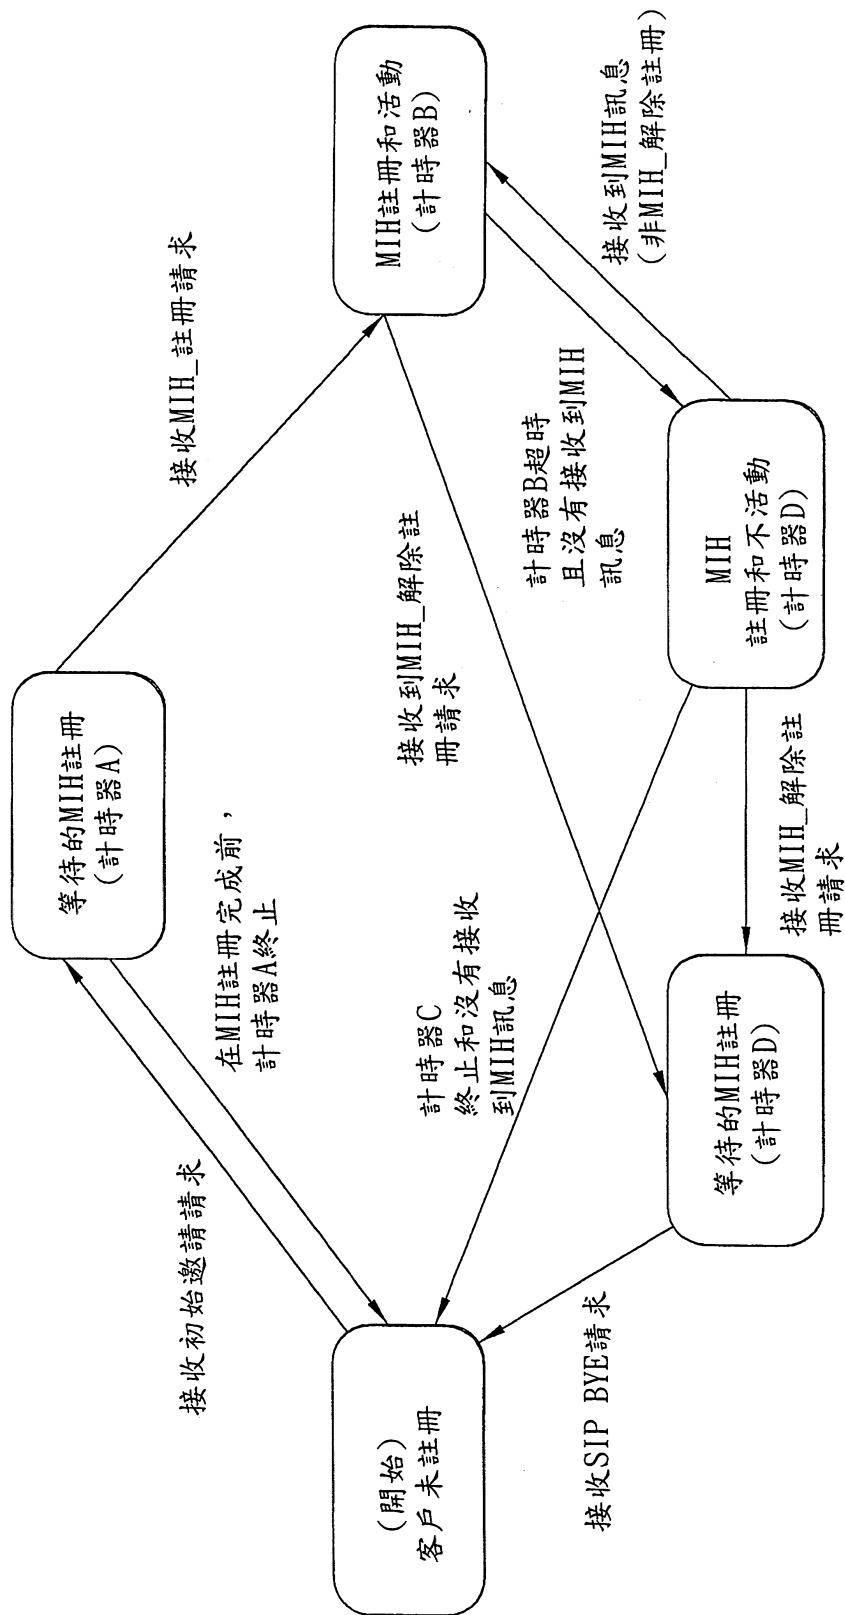 (開始)
客戶未註冊
接收初始邀請請求
在MIH註冊完成前，
計時器A終止
等待的MIH註冊
(計時器A)
接收MIH_註冊請求
MIH註冊和活動
(計時器B)
接收到MIH_解除註
冊請求
計時器B超時
且沒有接收到MIH
訊息
接收到MIH訊息
(非MIH_解除註冊)
MIH
註冊和不活動
(計時器D)
計時器C
終止和沒有接收
到MIH訊息
接收MIH_解除註
冊請求
等待的MIH註冊
(計時器D)
接收SIP BYE請求